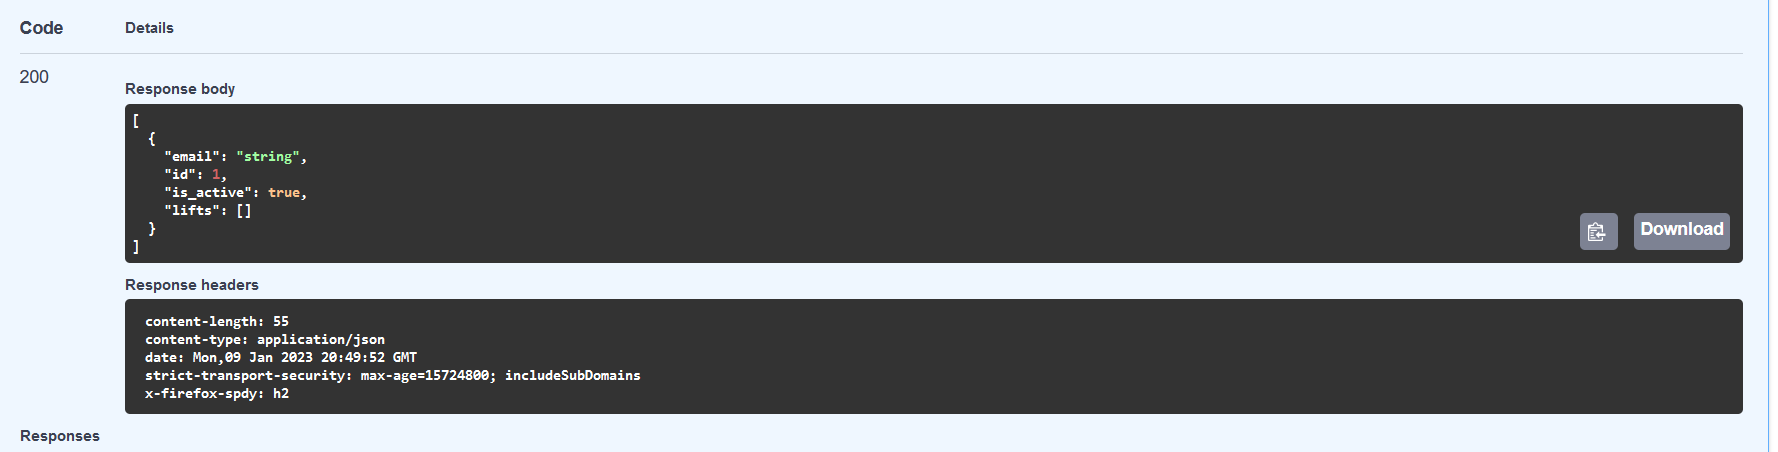 Code Details
200
Response body
[
  {
    "email": "string",
    "id": 1,
    "is_active": true,
    "lifts": []
  }
]
Download
Response headers
content-length: 55
content-type: application/json
date: Mon,09 Jan 2023 20:49:52 GMT
strict-transport-security: max-age=15724800; includeSubDomains
x-firefox-spdy: h2
Responses